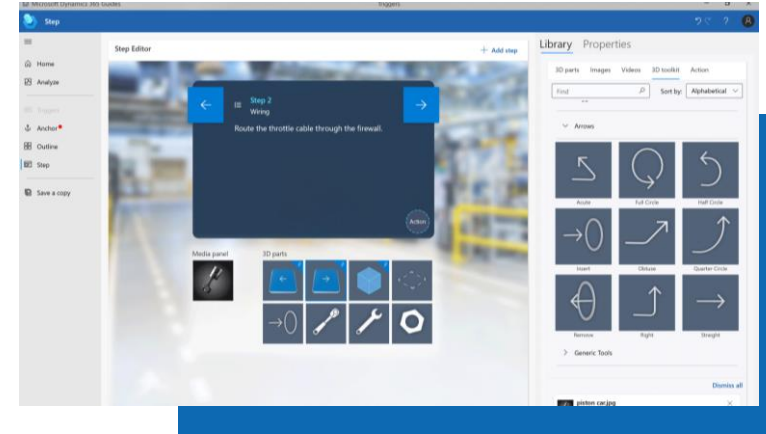 Microsoft Dynamics 365 Guides
Triggers
Step
?
Home
Analyze
Triggers
Anchor
Outline
Step
Save a copy
Step Editor
+ Add step
Step 2
Wiring
Route the throttle cable through the firewall.
Action
Media panel
3D parts
Library Properties
3D parts Images Videos 3D toolkit Action
Find
Sort by: Alphabetical
Arrows
Acute Full Circle Half Circle
Insert Obtuse Quarter Circle
Remove Right Straight
Generic Tools
Dismiss all
piston car.jpg